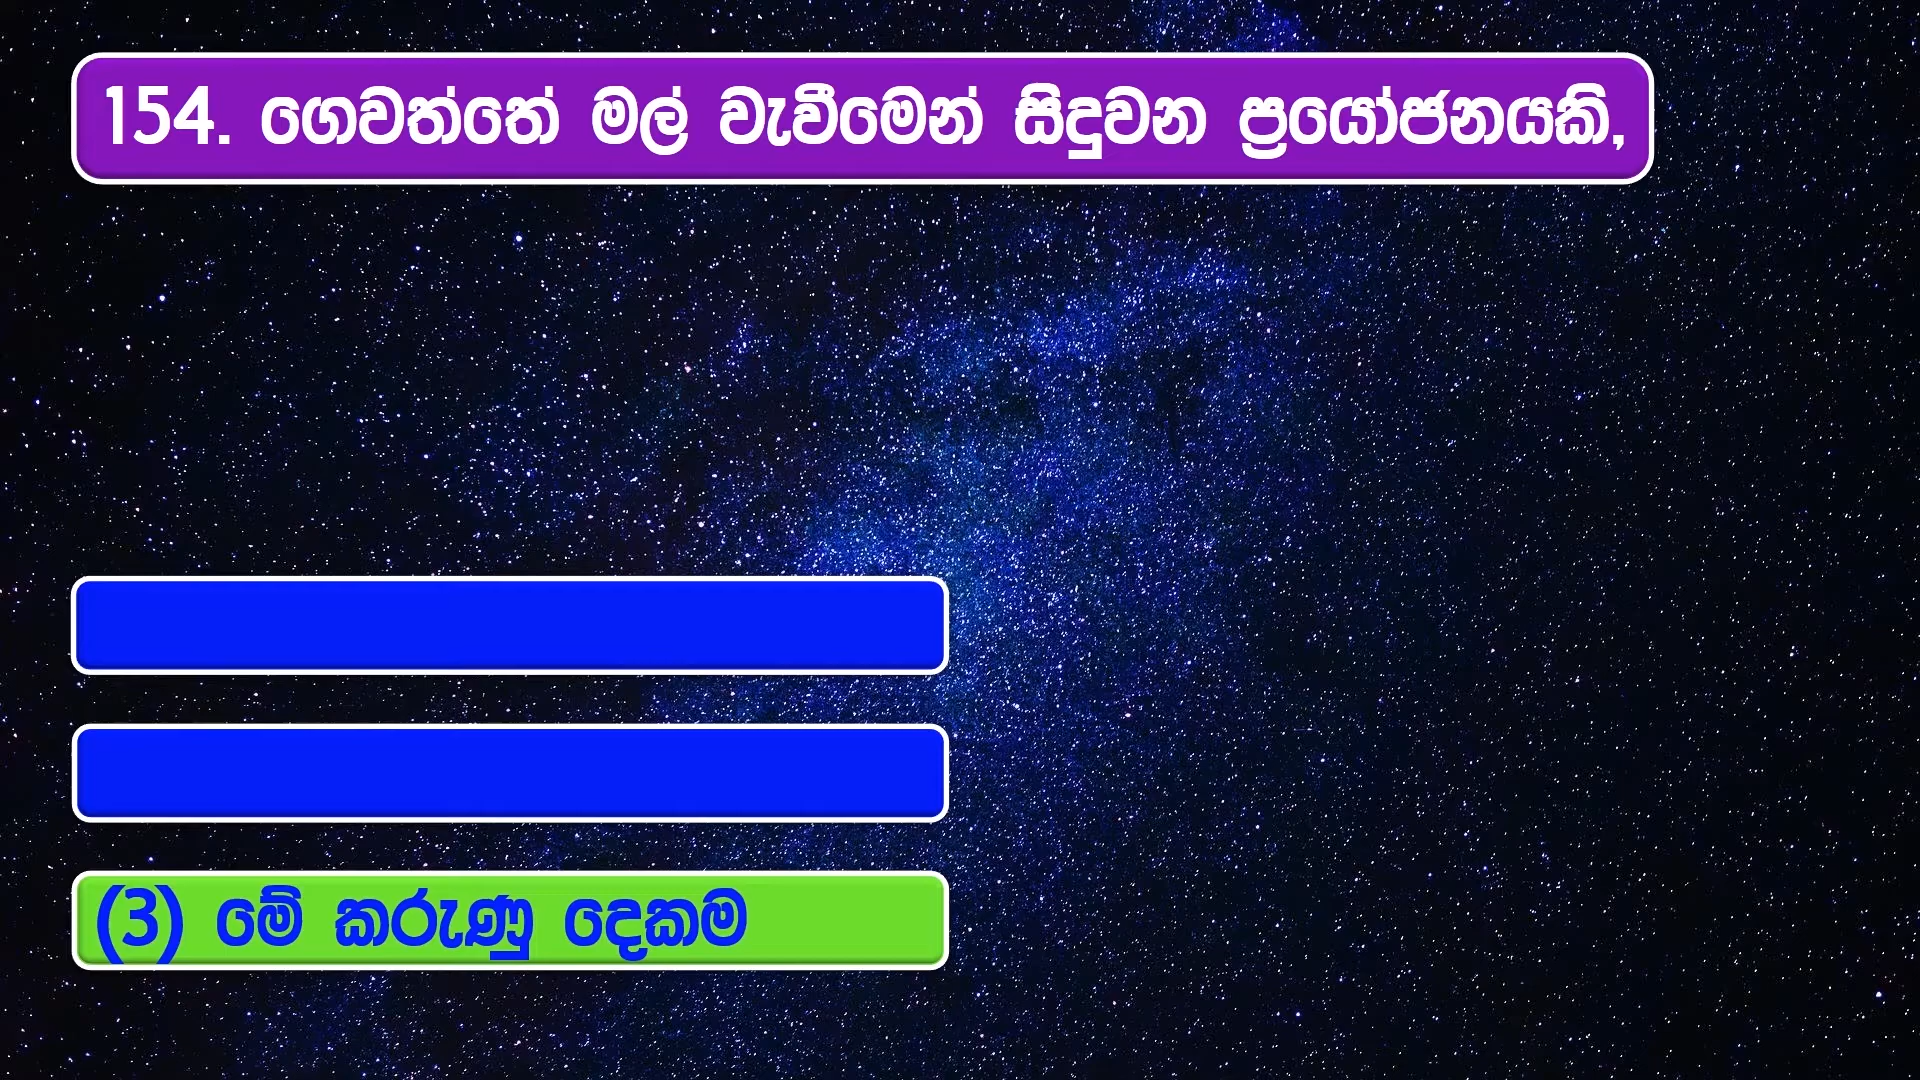 154. ගෙවත්තේ මල් වැවීමෙන් සිදුවන ප්‍රයෝජනයකි,
(3) මේ කරුණු දෙකම